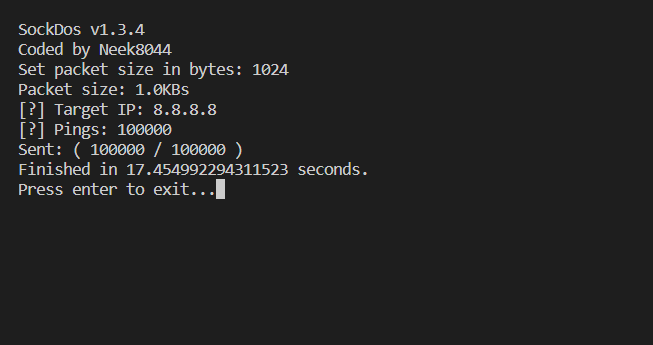 SockDos v1.3.4
Coded by Neek8044
Set packet size in bytes: 1024
Packet size: 1.0KBs
[?] Target IP: 8.8.8.8
[?] Pings: 100000
Sent: ( 100000 / 100000 )
Finished in 17.454992294311523 seconds.
Press enter to exit...